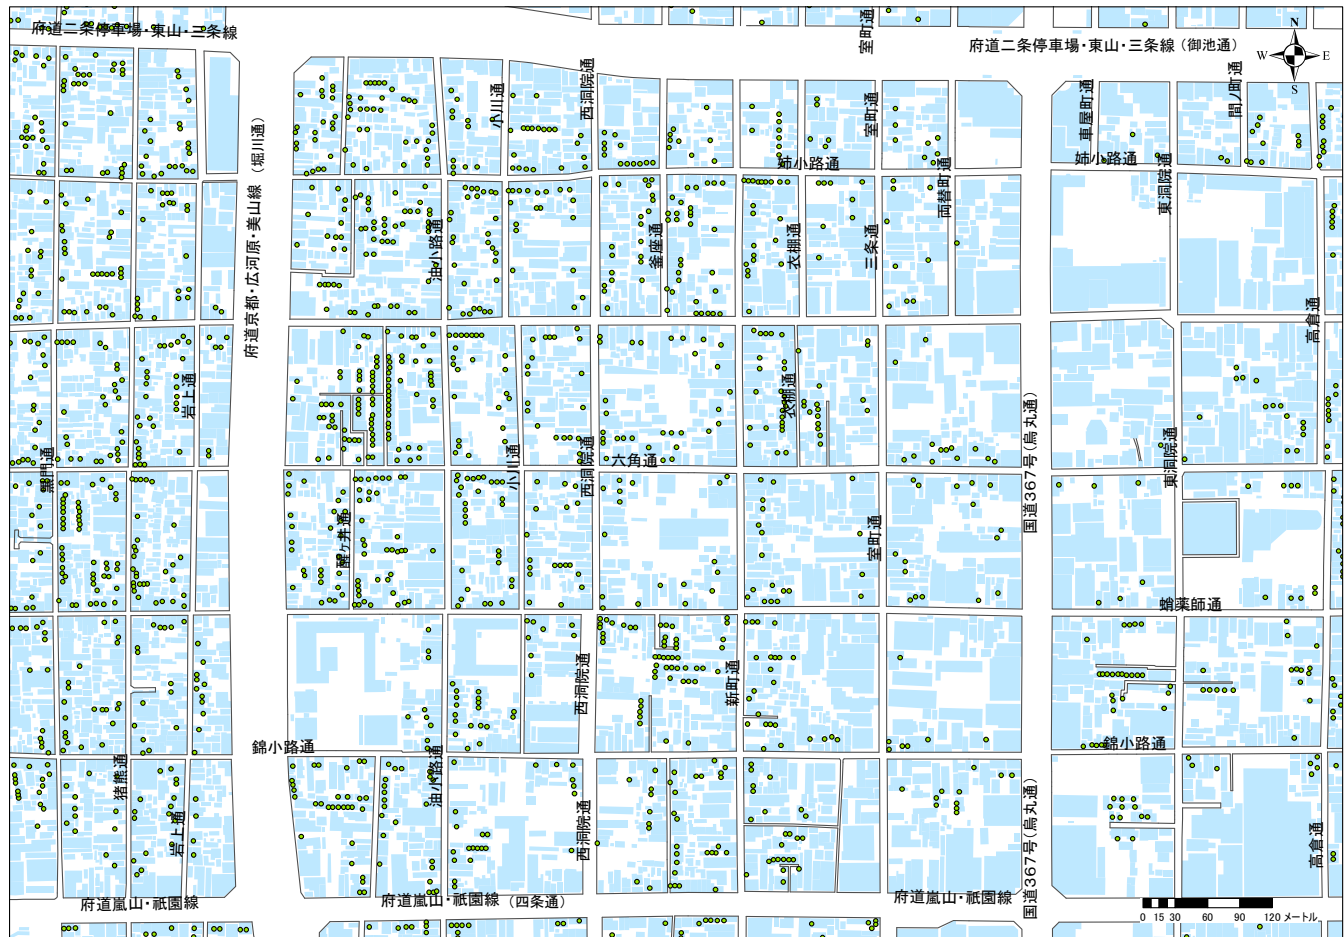 府道二条停車場・東山・三条線
室町通
府道二条停車場・東山・三条線（御池通）
N
W
E
S
小川通
西洞院通
室町通
車屋町通
間ノ町通
府道京都・広河原・美山線（堀川通）
姉小路通
姉小路通
両替町通
東洞院通
油小路通
釜座通
衣棚通
三条通
高倉通
岩上通
衣棚通
国道367号（烏丸通）
黒門通
小川通
西洞院通
六角通
東洞院通
醒ヶ井通
室町通
蛸薬師通
西洞院通
新町通
錦小路通
油小路通
錦小路通
猪熊通
岩上通
西洞院通
国道367号（烏丸通）
高倉通
府道嵐山・祇園線
府道嵐山・祇園線（四条通）
府道嵐山・祇園線
0 15 30 60 90 120 メートル